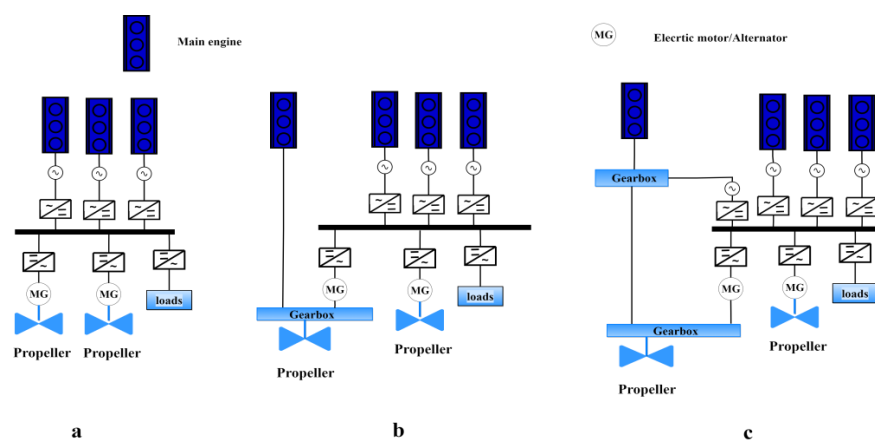 Main engine
MG
Elecrtic motor/Alternator
MG
MG
loads
Propeller
Propeller
a
MG
MG
loads
Gearbox
Propeller
Propeller
b
Gearbox
MG
MG
loads
Gearbox
Propeller
Propeller
c